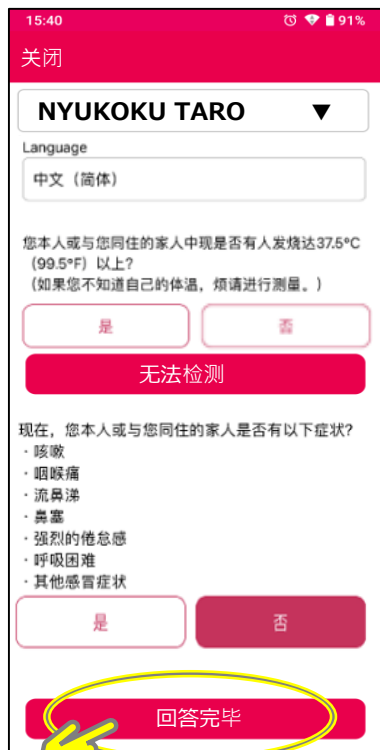 15:40 91%
关闭
NYUKOKU TARO ▼
Language
中文（简体）
您本人或与您同住的家人中现是否有人发烧达37.5°C
（99.5°F）以上?
（如果您不知道自己的体温，烦请进行测量。）
是 否
无法检测
现在，您本人或与您同住的家人是否有以下症状?
· 咳嗽
· 咽喉痛
· 流鼻涕
· 鼻塞
· 强烈的倦怠感
· 呼吸困难
· 其他感冒症状
是 否
回答完毕